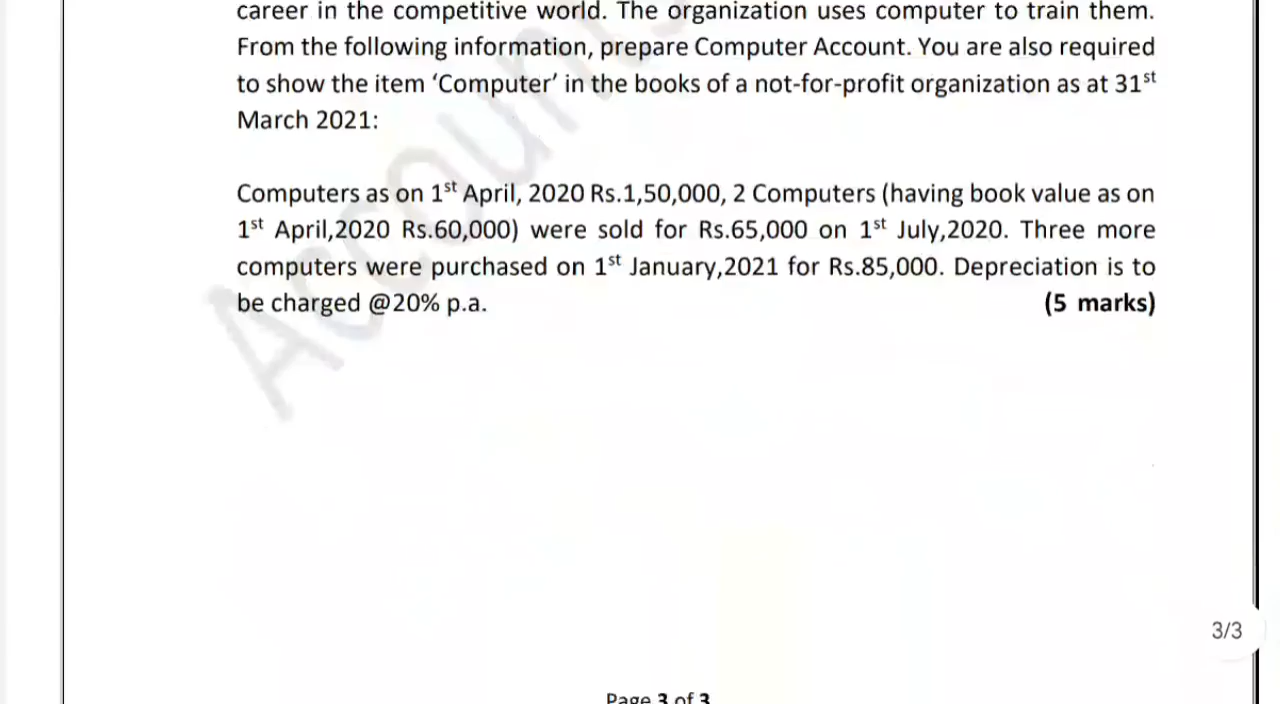 career in the competitive world. The organization uses computer to train them.
From the following information, prepare Computer Account. You are also required
to show the item ‘Computer’ in the books of a not-for-profit organization as at 31st
March 2021:
Computers as on 1st April, 2020 Rs.1,50,000, 2 Computers (having book value as on
1st April,2020 Rs.60,000) were sold for Rs.65,000 on 1st July,2020. Three more
computers were purchased on 1st January,2021 for Rs.85,000. Depreciation is to
be charged @20% p.a. (5 marks)
3/3
Page 3 of 3